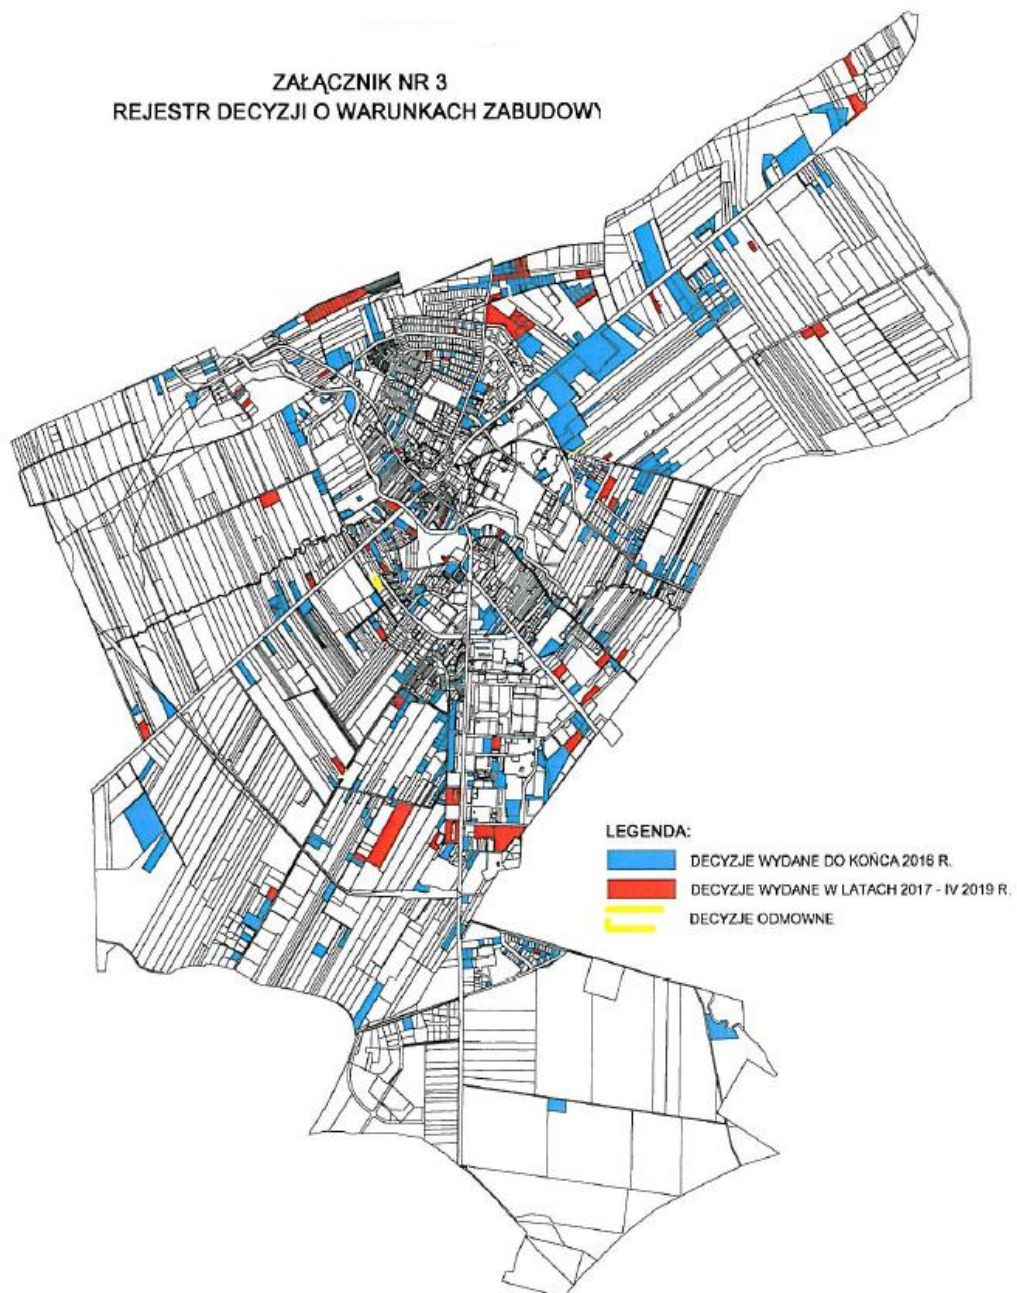 ZAŁĄCZNIK NR 3
REJESTR DECYZJI O WARUNKACH ZABUDOWY
LEGENDA:
DECYZJE WYDANE DO KOŃCA 2016 R.
DECYZJE WYDANE W LATACH 2017 - IV 2019 R.
DECYZJE ODMOWNE